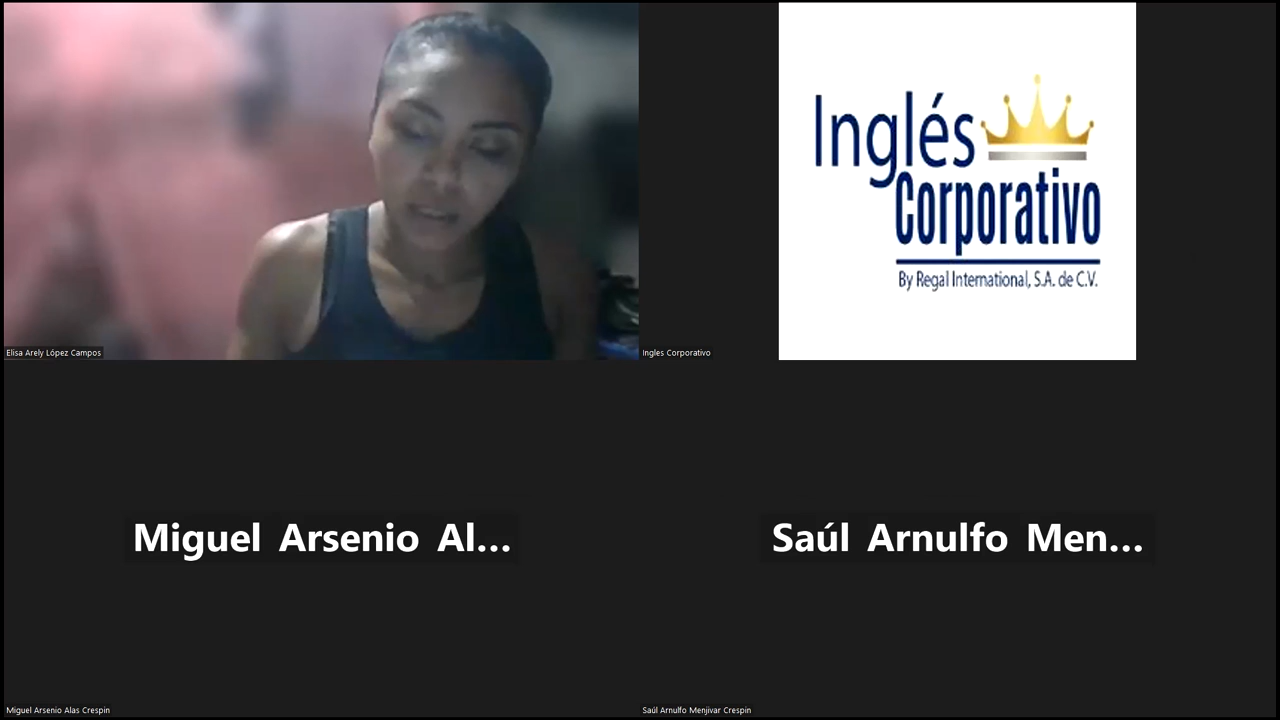 Inglés
Corporativo
By Regal International, S.A. de C.V.
Elisa Arely López Campos
Ingles Corporativo
Miguel Arsenio Al...
Saúl Arnulfo Men...
Miguel Arsenio Alas Crespin
Saúl Arnulfo Menjivar Crespin